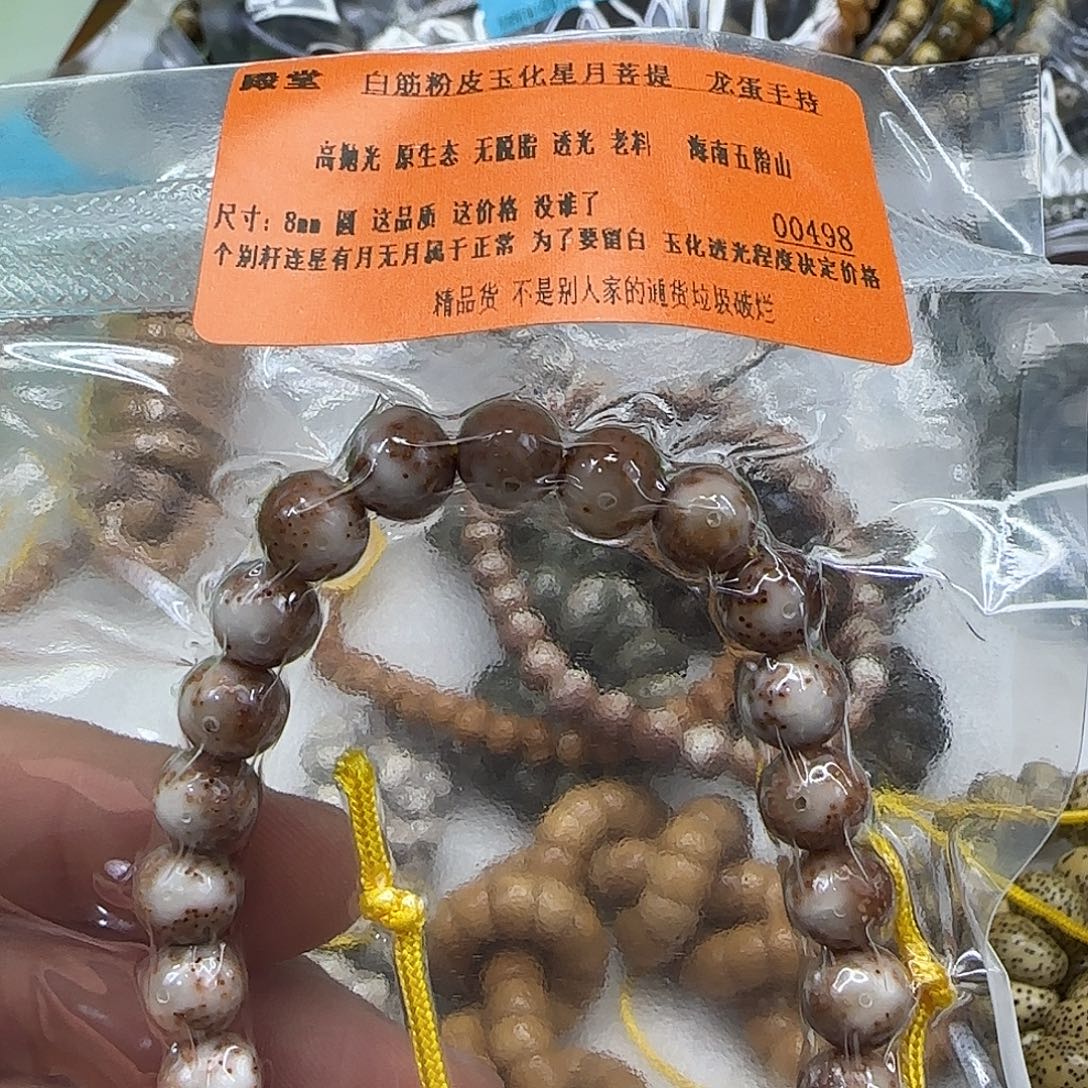 殿堂 白筋粉皮玉化星月菩提 龙蛋手持
高抛光 原生态 无脱脂 透光 老料 海南五指山
尺寸：8mm 圆 这品质 这价格 没谁了 00498
个别轩连星有月无月属于正常 为了要留白 玉化透光程度决定价格
精品货 不是别人家的通货垃圾破烂